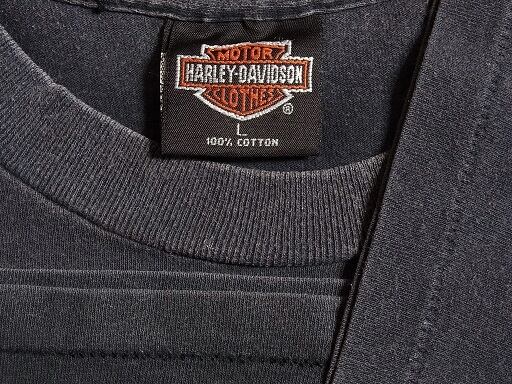 MOTOR
HARLEY-DAVIDSON
CLOTHES
®
L
100% COTTON